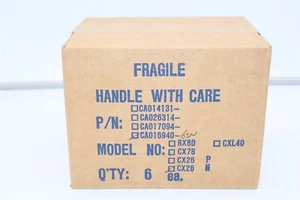 FRAGILE
HANDLE WITH CARE
□CA014131-
P/N: □CA026314-
□CA017094-
■CA016940-
MODEL NO: □RX80 □CXL40
□CX78
□CX26 P
■CX26 N
Q'TY: 6 ea.